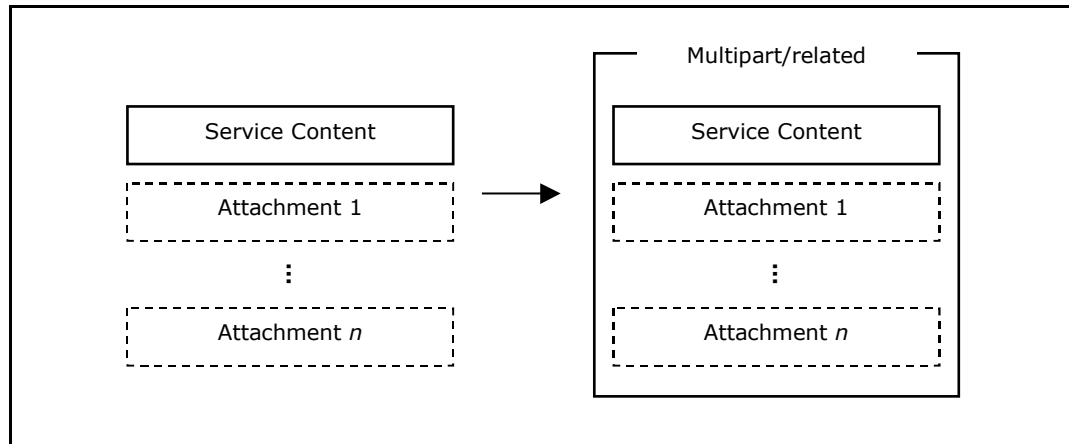 Multipart/related
Service Content
Service Content
Attachment 1
Attachment 1
⋮
⋮
Attachment n
Attachment n